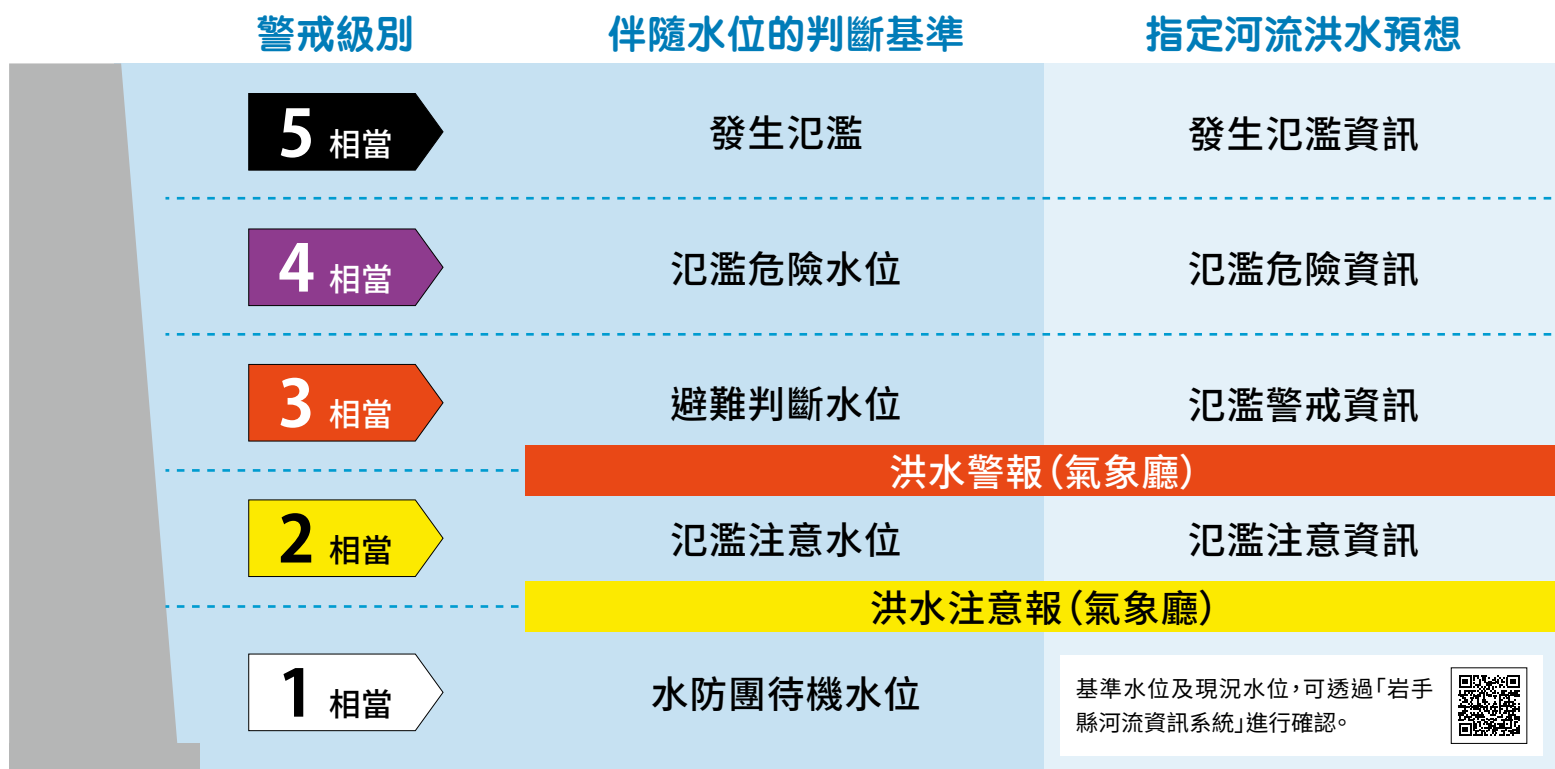 警戒級別 伴隨水位的判斷基準 指定河流洪水預想
5 相當 發生氾濫 發生氾濫資訊
4 相當 氾濫危險水位 氾濫危險資訊
3 相當 避難判斷水位 氾濫警戒資訊
洪水警報（氣象廳）
2 相當 氾濫注意水位 氾濫注意資訊
洪水注意報（氣象廳）
1 相當 水防團待機水位
基準水位及現況水位，可透過「岩手
縣河流資訊系統」進行確認。